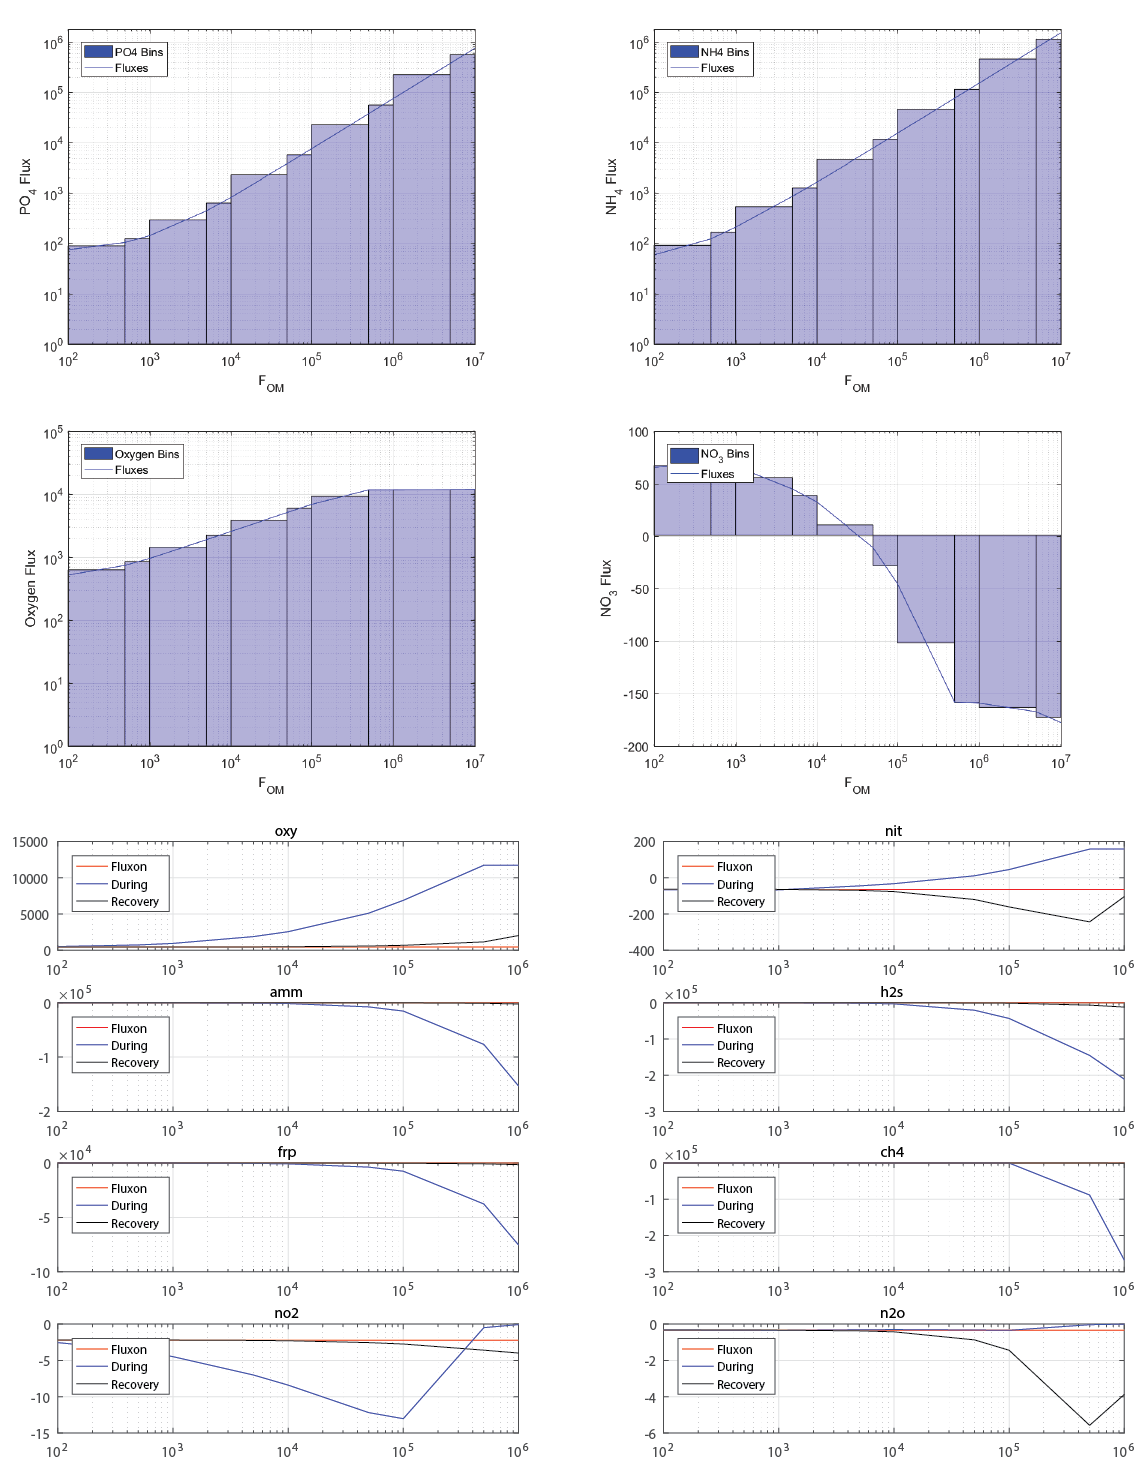 PO4 Bins
Fluxes
10^6
10^5
10^4
10^3
10^2
10^1
10^0
PO_4 Flux
10^2 10^3 10^4 10^5 10^6 10^7
F_OM
NH4 Bins
Fluxes
10^6
10^5
10^4
10^3
10^2
10^1
10^0
NH_4 Flux
10^2 10^3 10^4 10^5 10^6 10^7
F_OM
Oxygen Bins
Fluxes
10^5
10^4
10^3
10^2
10^1
10^0
Oxygen Flux
10^2 10^3 10^4 10^5 10^6 10^7
F_OM
NO_3 Bins
Fluxes
100
50
0
-50
-100
-150
-200
NO_3 Flux
10^2 10^3 10^4 10^5 10^6 10^7
F_OM
oxy
15000
10000
5000
0
Fluxon
During
Recovery
10^2 10^3 10^4 10^5 10^6
nit
200
0
-200
-400
Fluxon
During
Recovery
10^2 10^3 10^4 10^5 10^6
amm
×10^5
0
-1
-2
Fluxon
During
Recovery
10^2 10^3 10^4 10^5 10^6
h2s
×10^5
0
-1
-2
-3
Fluxon
During
Recovery
10^2 10^3 10^4 10^5 10^6
frp
×10^4
0
-5
-10
Fluxon
During
Recovery
10^2 10^3 10^4 10^5 10^6
ch4
×10^5
0
-1
-2
-3
Fluxon
During
Recovery
10^2 10^3 10^4 10^5 10^6
no2
0
-5
-10
-15
Fluxon
During
Recovery
10^2 10^3 10^4 10^5 10^6
n2o
0
-2
-4
-6
Fluxon
During
Recovery
10^2 10^3 10^4 10^5 10^6